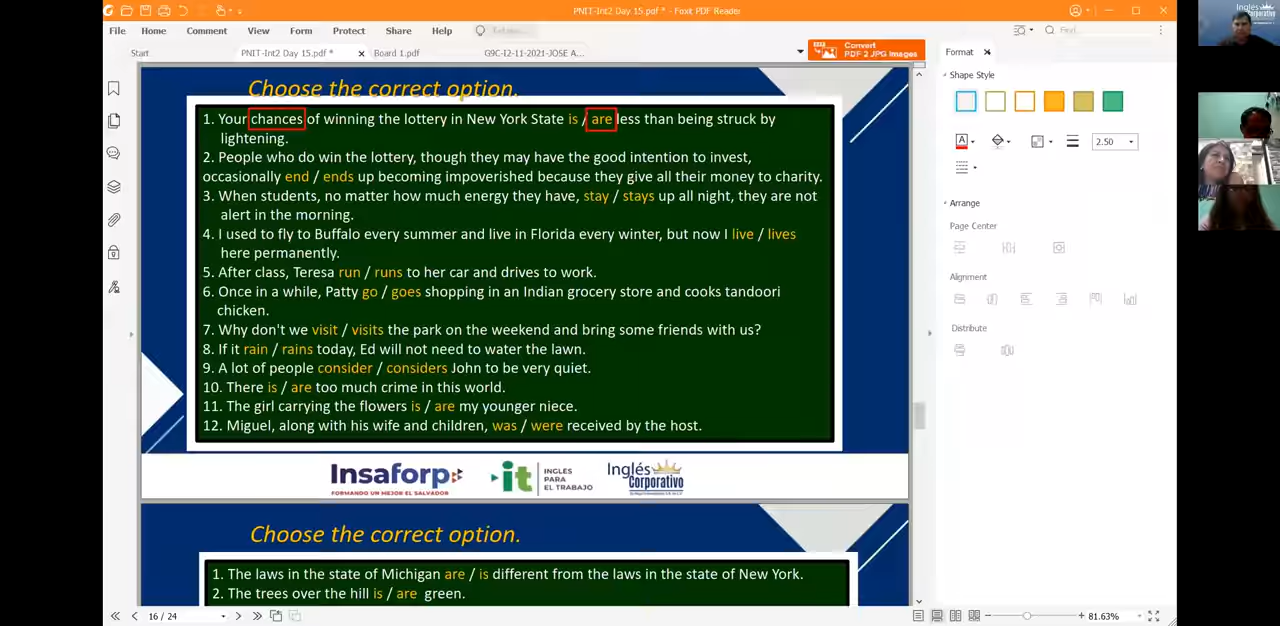 PNIT-Int2 Day 15.pdf * - Foxit PDF Reader
File Home Comment View Form Protect Share Help
Find
Start PNIT-Int2 Day 15.pdf * Board 1.pdf G9C-I2-11-2021-JOSE A...
Convert
PDF 2 JPG Images
Format
Shape Style
2.50
Arrange
Page Center
Alignment
Distribute
Choose the correct option.
1. Your chances of winning the lottery in New York State is / are less than being struck by
lightening.
2. People who do win the lottery, though they may have the good intention to invest,
occasionally end / ends up becoming impoverished because they give all their money to charity.
3. When students, no matter how much energy they have, stay / stays up all night, they are not
alert in the morning.
4. I used to fly to Buffalo every summer and live in Florida every winter, but now I live / lives
here permanently.
5. After class, Teresa run / runs to her car and drives to work.
6. Once in a while, Patty go / goes shopping in an Indian grocery store and cooks tandoori
chicken.
7. Why don't we visit / visits the park on the weekend and bring some friends with us?
8. If it rain / rains today, Ed will not need to water the lawn.
9. A lot of people consider / considers John to be very quiet.
10. There is / are too much crime in this world.
11. The girl carrying the flowers is / are my younger niece.
12. Miguel, along with his wife and children, was / were received by the host.
Insaforp
FORMANDO UN MEJOR EL SALVADOR
it
INGLES
PARA
EL TRABAJO
Inglés
Corporativo
Choose the correct option.
1. The laws in the state of Michigan are / is different from the laws in the state of New York.
2. The trees over the hill is / are green.
16 / 24
81.63%
Inglés
Corporativo